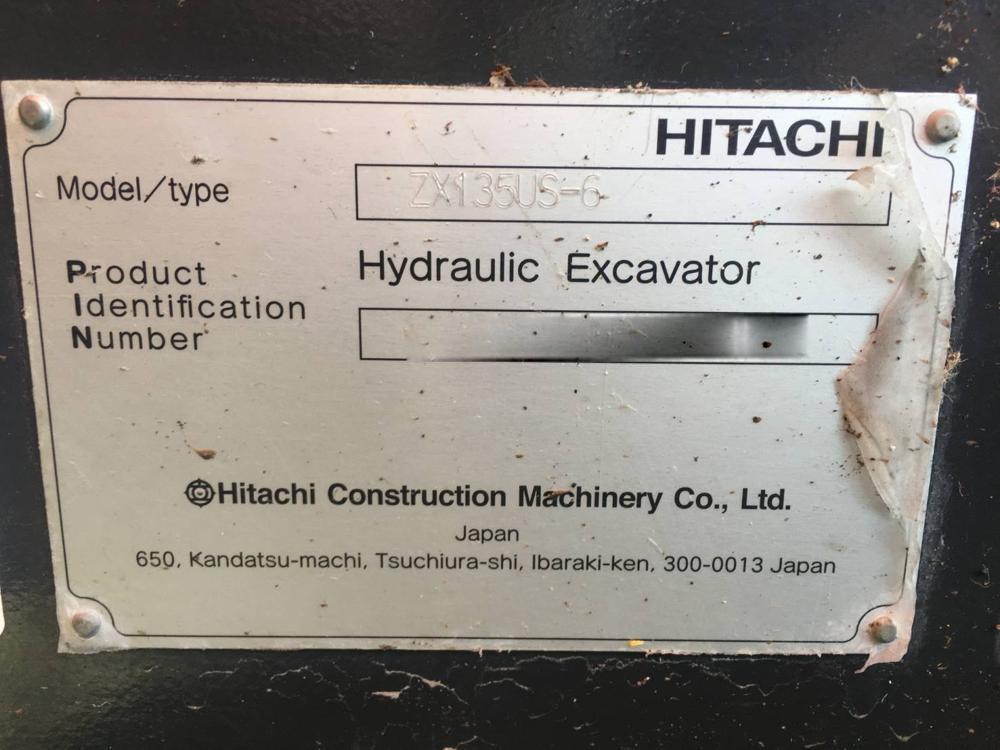 HITACHI
Model/type ZX135US-6
Hydraulic Excavator
Product
Identification
Number
Hitachi Construction Machinery Co., Ltd.
Japan
650, Kandatsu-machi, Tsuchiura-shi, Ibaraki-ken, 300-0013 Japan